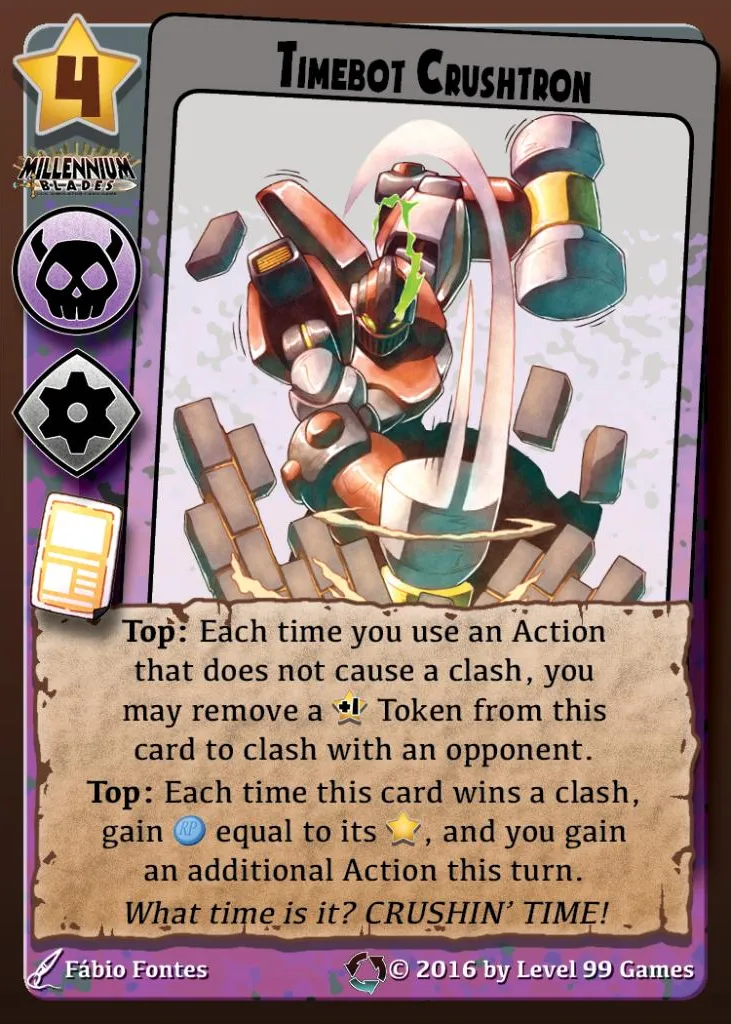 4
TIMEBOT CRUSHTRON
MILLENNIUM
BLADES
Top: Each time you use an Action
that does not cause a clash, you
may remove a +1 Token from this
card to clash with an opponent.
Top: Each time this card wins a clash,
gain RP equal to its , and you gain
an additional Action this turn.
What time is it? CRUSHIN' TIME!
Fábio Fontes
© 2016 by Level 99 Games